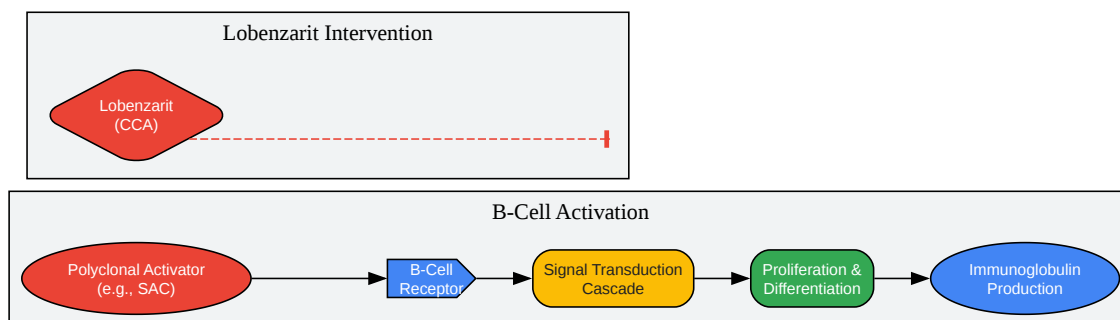 Lobenzarit Intervention
Lobenzarit
(CCA)
B-Cell Activation
Polyclonal Activator
(e.g., SAC)
B-Cell
Receptor
Signal Transduction
Cascade
Proliferation &
Differentiation
Immunoglobulin
Production